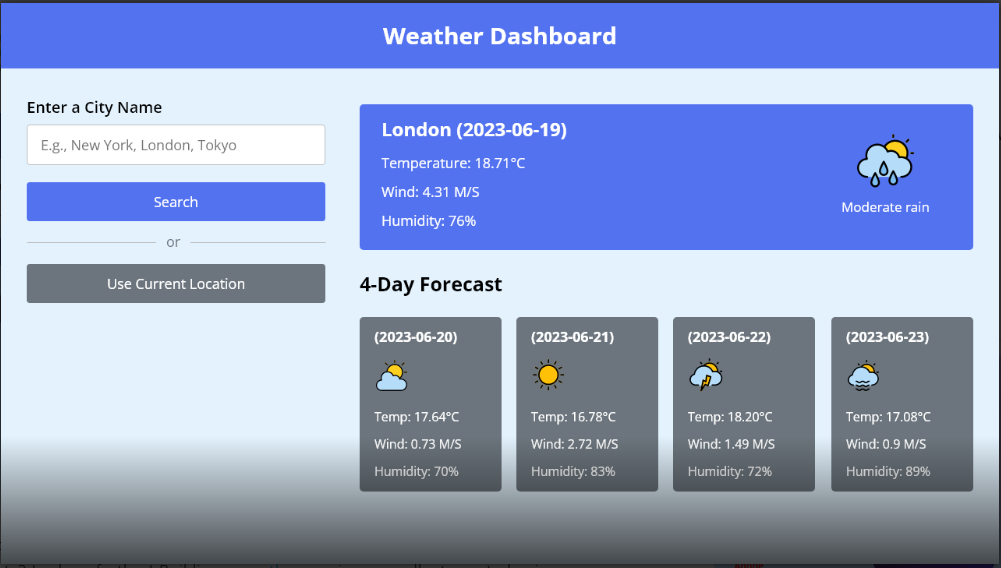 Weather Dashboard
Enter a City Name
E.g., New York, London, Tokyo
Search
or
Use Current Location
London (2023-06-19)
Temperature: 18.71°C
Wind: 4.31 M/S
Humidity: 76%
Moderate rain
4-Day Forecast
(2023-06-20)
Temp: 17.64°C
Wind: 0.73 M/S
Humidity: 70%
(2023-06-21)
Temp: 16.78°C
Wind: 2.72 M/S
Humidity: 83%
(2023-06-22)
Temp: 18.20°C
Wind: 1.49 M/S
Humidity: 72%
(2023-06-23)
Temp: 17.08°C
Wind: 0.9 M/S
Humidity: 89%